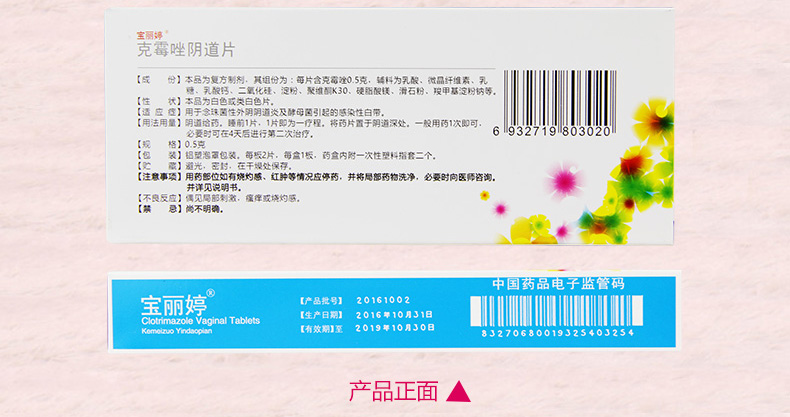 宝丽婷®
克霉唑阴道片
【成　　份】本品为复方制剂，其组份为：每片含克霉唑0.5克，辅料为乳酸、微晶纤维素、乳
糖、乳酸钙、二氧化硅、淀粉、聚维酮K30、硬脂酸镁、滑石粉、羧甲基淀粉钠等。
【性　　状】本品为白色或类白色片。
【适 应 症】用于念珠菌性外阴阴道炎及酵母菌引起的感染性白带。
【用法用量】阴道给药。睡前1片，1片即为一疗程。将药片置于阴道深处。一般用药1次即可，
必要时可在4天后进行第二次治疗。
【规　　格】0.5克
【包　　装】铝塑泡罩包装。每板2片，每盒1板，药盒内附一次性塑料指套二个。
【贮　　藏】避光，密封，在干燥处保存。
【注意事项】用药部位如有烧灼感、红肿等情况应停药，并将局部药物洗净，必要时向医师咨询。
并详见说明书。
【不良反应】偶见局部刺激，瘙痒或烧灼感。
【禁　　忌】尚不明确。
6 932719 803020
宝丽婷®
Clotrimazole Vaginal Tablets
Kemeizuo Yindaopian
【产品批号】 20161002
【生产日期】 2016年10月31日
【有效期】至 2019年10月30日
中国药品电子监管码
83270680019325403254
产品正面▲